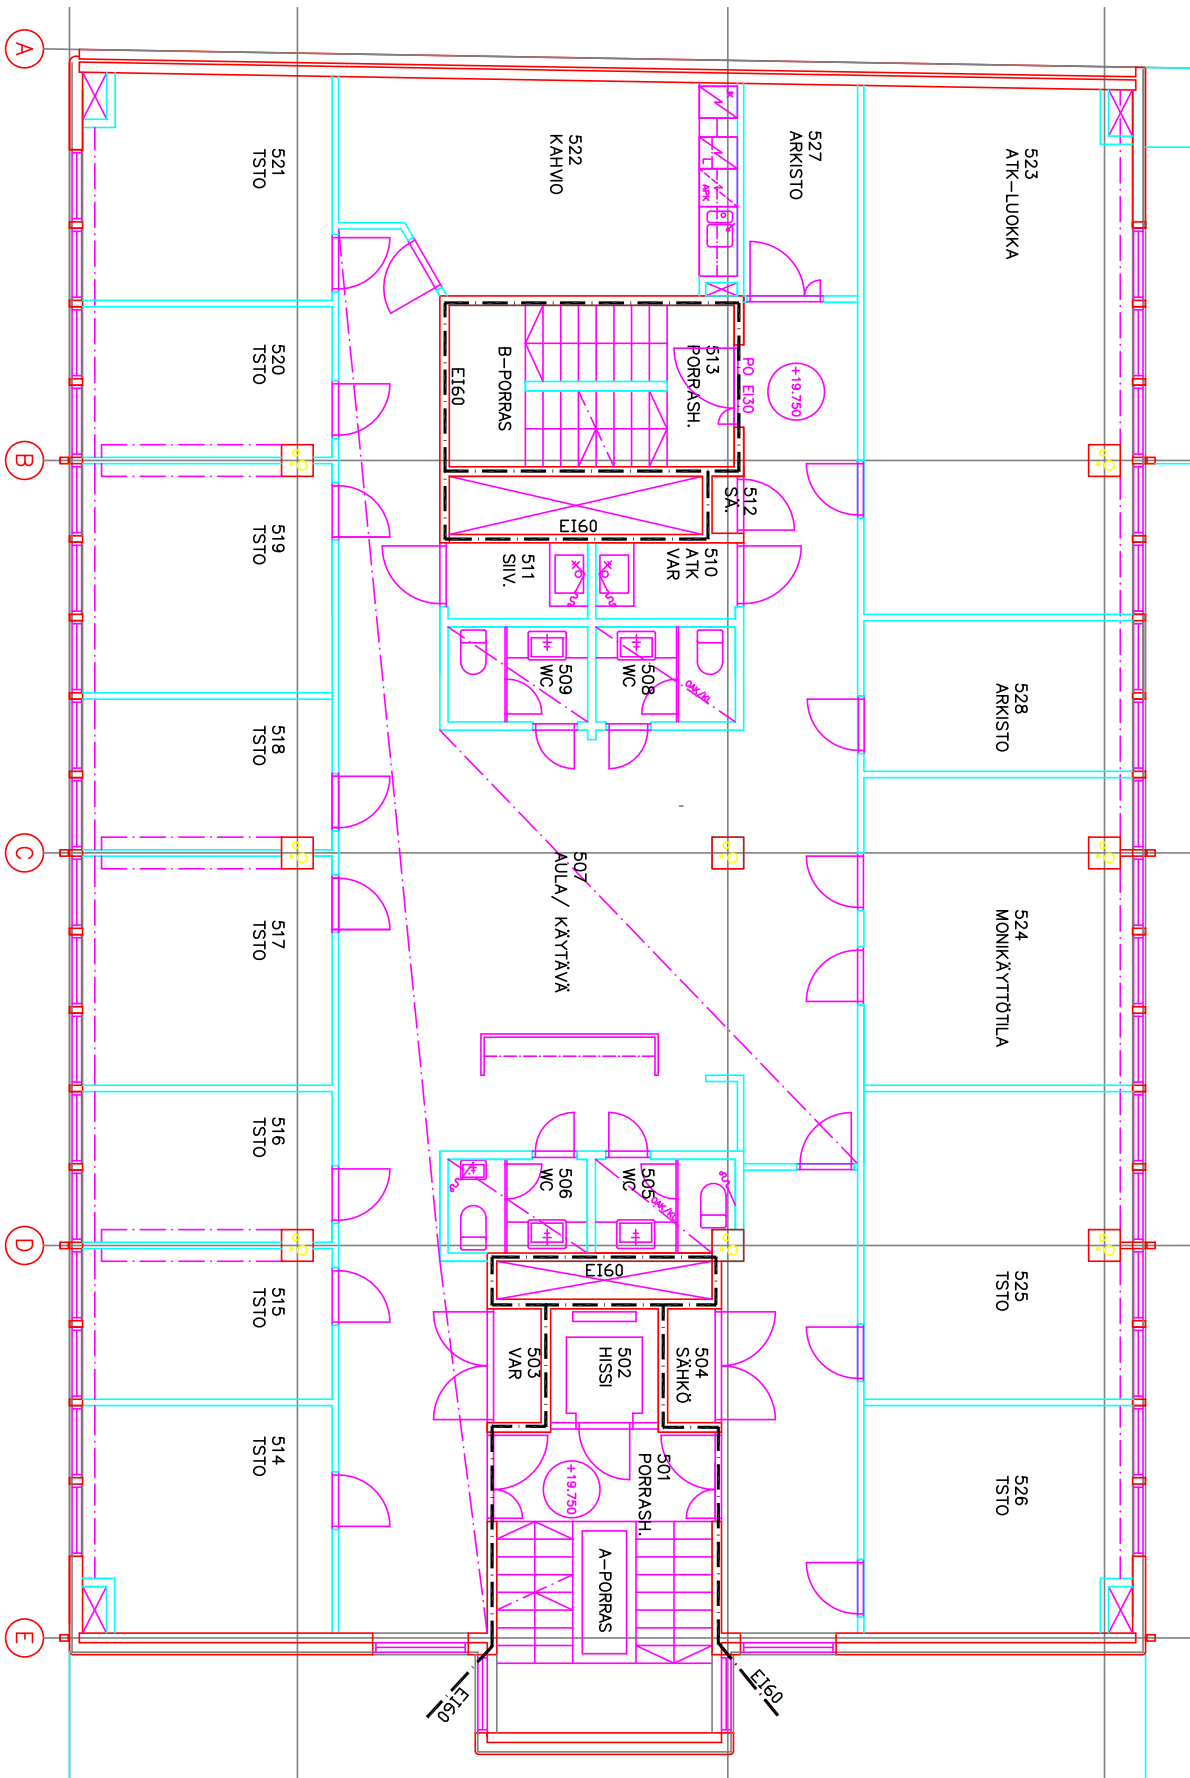 A
B
C
D
E
523
ATK-LUOKKA
527
ARKISTO
522
KAHVIO
521
TSTO
APK
520
TSTO
513
PORRASH.
B-PORRAS
EI60
PO EI30
+19.750
512
SÄ.
EI60
519
TSTO
510
ATK
VAR
511
SIIV.
528
ARKISTO
508
WC
509
WC
518
TSTO
507
AULA/ KÄYTÄVÄ
524
MONIKÄYTTÖTILA
517
TSTO
516
TSTO
505
WC
506
WC
EI60
525
TSTO
515
TSTO
504
SÄHKÖ
502
HISSI
503
VAR
501
PORRASH.
+19.750
526
TSTO
514
TSTO
A-PORRAS
EI60
EI60